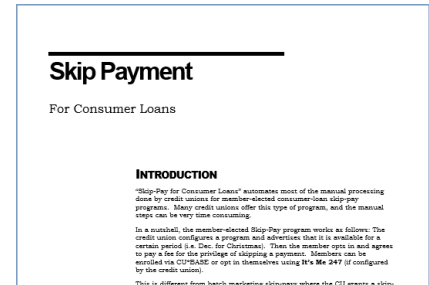 Skip Payment
For Consumer Loans
INTRODUCTION
"Skip-Pay for Consumer Loans" automates most of the manual processing
done by credit unions for member-elected consumer-loan skip-pay
programs. Many credit unions offer this type of program, and the manual
steps can be very time consuming.
In a nutshell, the member elected Skip-Pay program works as follows: The
credit union configures a program and advertises that it is available for a
certain period (i.e. Dec. for Christmas). Then the member opts in and agrees
to pay a fee for the privilege of skipping a payment. Members can be
enrolled via CU*BASE or opt in themselves using It's Me 247 (if configured
by the credit union).
This is different from batch marketing skip-pays where the CU grants a skip-